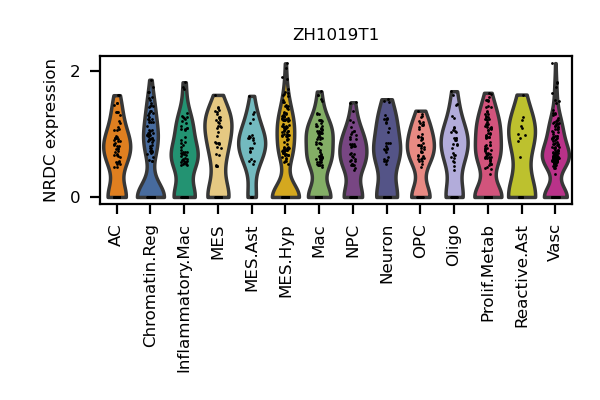 ZH1019T1
NRDC expression
2
0
AC
Chromatin.Reg
Inflammatory.Mac
MES
MES.Ast
MES.Hyp
Mac
NPC
Neuron
OPC
Oligo
Prolif.Metab
Reactive.Ast
Vasc